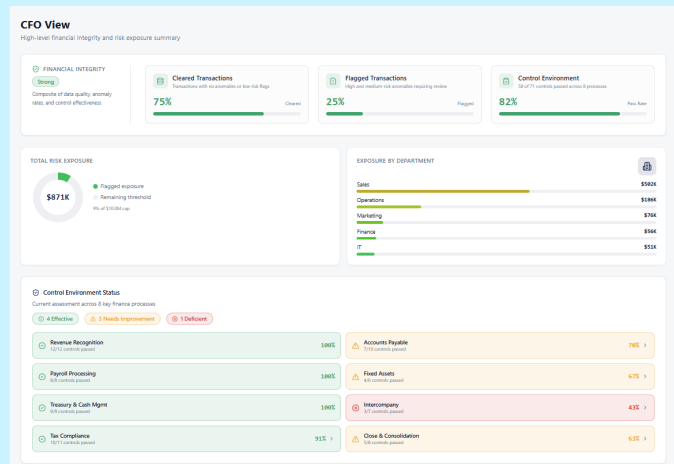 CFO View
High-level financial integrity and risk exposure summary
FINANCIAL INTEGRITY
Strong
Composite of data quality, anomaly
rates, and control effectiveness
Cleared Transactions
Transactions with no anomalies or low-risk flags
75%
Cleared
Flagged Transactions
High and medium risk anomalies requiring review
25%
Flagged
Control Environment
58 of 71 controls passed across 8 processes
82%
Pass Rate
TOTAL RISK EXPOSURE
$871K
Flagged exposure
Remaining threshold
EXPOSURE BY DEPARTMENT
Sales
$502K
Operations
$186K
Marketing
$76K
Finance
$56K
IT
$51K
Control Environment Status
Current assessment across 8 key finance processes
4 Effective
3 Needs Improvement
1 Deficient
Revenue Recognition
12/12 controls passed
100%
Accounts Payable
7/10 controls passed
70%
Payroll Processing
8/8 controls passed
100%
Fixed Assets
4/6 controls passed
67%
Treasury & Cash Mgmt
9/9 controls passed
100%
Intercompany
3/7 controls passed
43%
Tax Compliance
10/11 controls passed
91%
Close & Consolidation
5/8 controls passed
63%